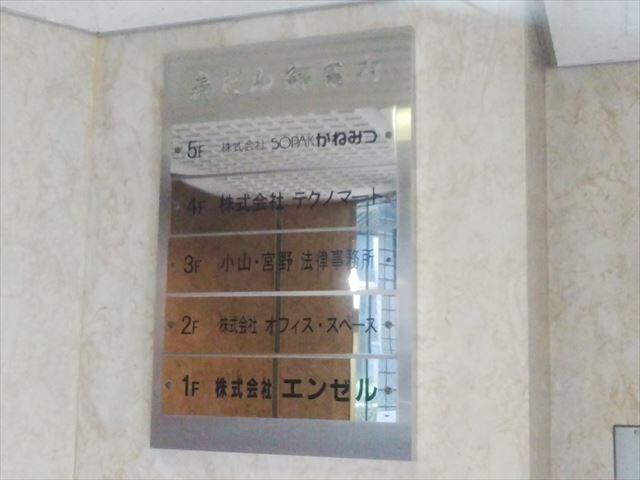 5F 株式会社 SOPAKかねみつ
4F 株式会社 テクノマート
3F 小山・宮野 法律事務所
2F 株式会社 オフィス・スペース
1F 株式会社 エンゼル